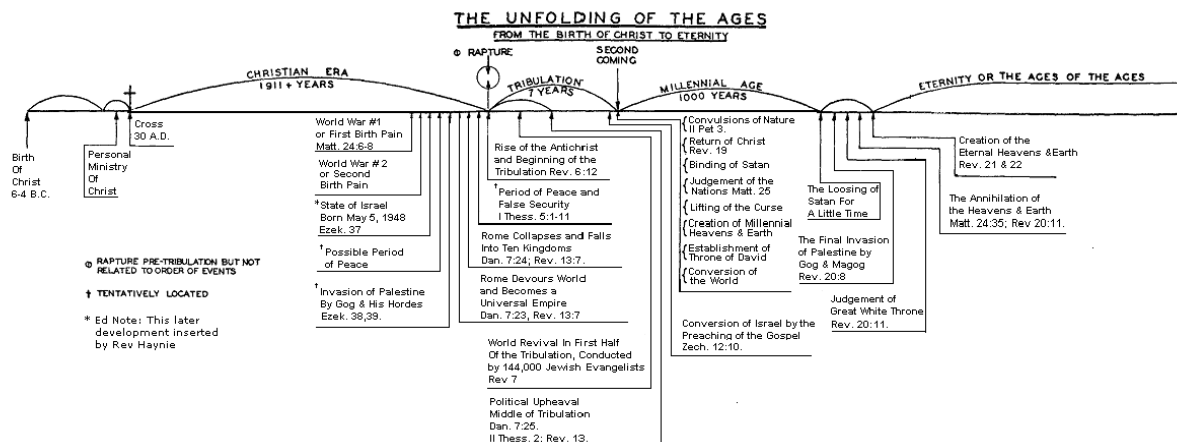 THE UNFOLDING OF THE AGES
FROM THE BIRTH OF CHRIST TO ETERNITY
⊕ RAPTURE
SECOND
COMING
CHRISTIAN ERA
1911+ YEARS
TRIBULATION
7 YEARS
MILLENNIAL AGE
1000 YEARS
ETERNITY OR THE AGES OF THE AGES
Birth
Of
Christ
6-4 B.C.
Personal
Ministry
Of
Christ
Cross
30 A.D.
World War #1
or First Birth Pain
Matt. 24:6-8
World War #2
or Second
Birth Pain
*State of Israel
Born May 5, 1948
Ezek. 37
†Possible Period
of Peace
†Invasion of Palestine
By Gog & His Hordes
Ezek. 38,39.
Rise of the Antichrist
and Beginning of the
Tribulation Rev. 6:12
†Period of Peace and
False Security
I Thess. 5:1-11
Rome Collapses and Falls
Into Ten Kingdoms
Dan. 7:24; Rev. 13:7.
Rome Devours World
and Becomes a
Universal Empire
Dan. 7:23, Rev. 13:7
World Revival In First Half
Of the Tribulation, Conducted
by 144,000 Jewish Evangelists
Rev 7
Political Upheaval
Middle of Tribulation
Dan. 7:25.
II Thess. 2; Rev. 13.
{Convulsions of Nature
II Pet 3.
{Return of Christ
Rev. 19
{Binding of Satan
{Judgement of the
Nations Matt. 25
{Lifting of the Curse
{Creation of Millennial
Heavens & Earth
{Establishment of
Throne of David
{Conversion of
the World
Conversion of Israel by the
Preaching of the Gospel
Zech. 12:10.
The Loosing of
Satan For
A Little Time
The Final Invasion
of Palestine by
Gog & Magog
Rev. 20:8
Judgement of
Great White Throne
Rev. 20:11.
The Annihilation of
the Heavens & Earth
Matt. 24:35; Rev 20:11.
Creation of the
Eternal Heavens &Earth
Rev. 21 & 22
⊕ RAPTURE PRE-TRIBULATION BUT NOT
RELATED TO ORDER OF EVENTS
† TENTATIVELY LOCATED
* Ed Note: This later
development inserted
by Rev Haynie